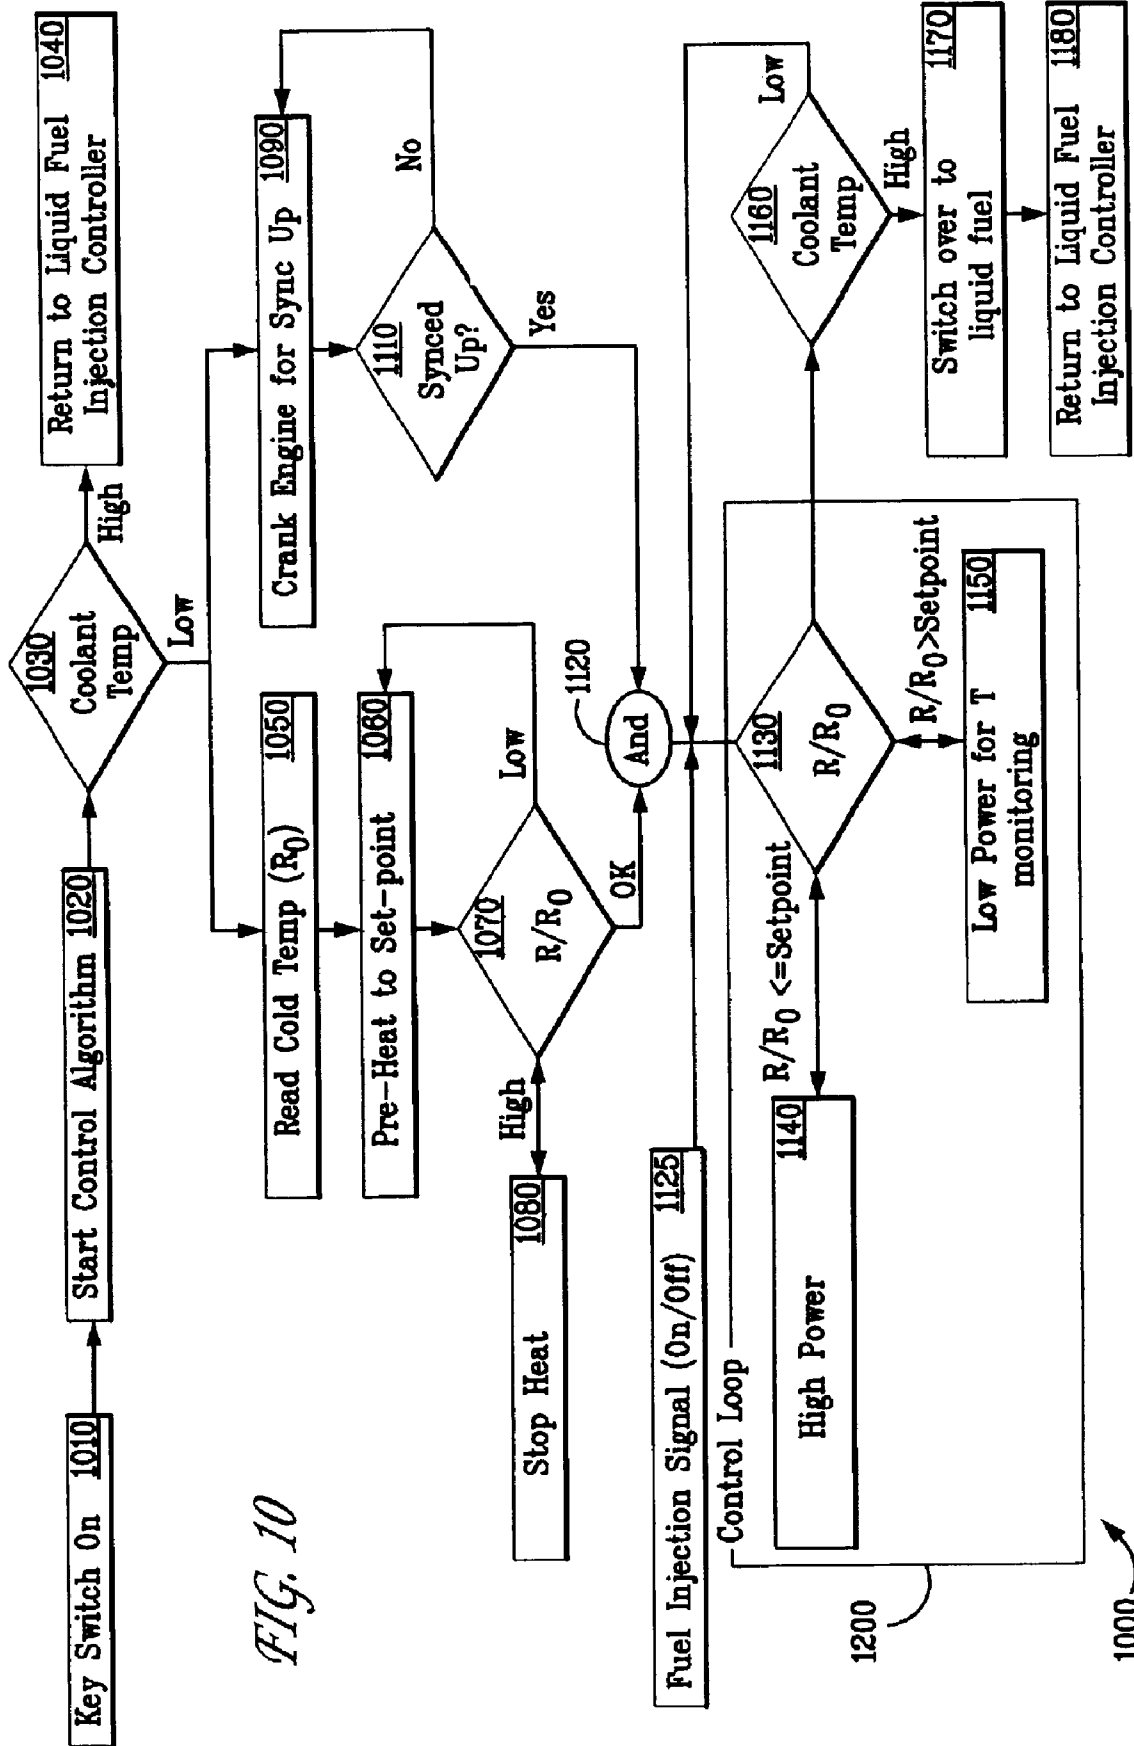 Key Switch On 1010
Start Control Algorithm 1020
1030
Coolant
Temp
High
Low
Return to Liquid Fuel 1040
Injection Controller
Read Cold Temp (R0) 1050
Pre-Heat to Set-point 1060
1070
R/R0
High
Low
OK
Stop Heat 1080
Crank Engine for Sync Up 1090
1110
Synced
Up?
No
Yes
And
1120
Fuel Injection Signal (On/Off) 1125
Control Loop
1130
R/R0
R/R0 <=Setpoint
High Power 1140
R/R0>Setpoint
Low Power for T 1150
monitoring
1160
Coolant
Temp
Low
High
Switch over to 1170
liquid fuel
Return to Liquid Fuel 1180
Injection Controller
1200
1000
FIG. 10